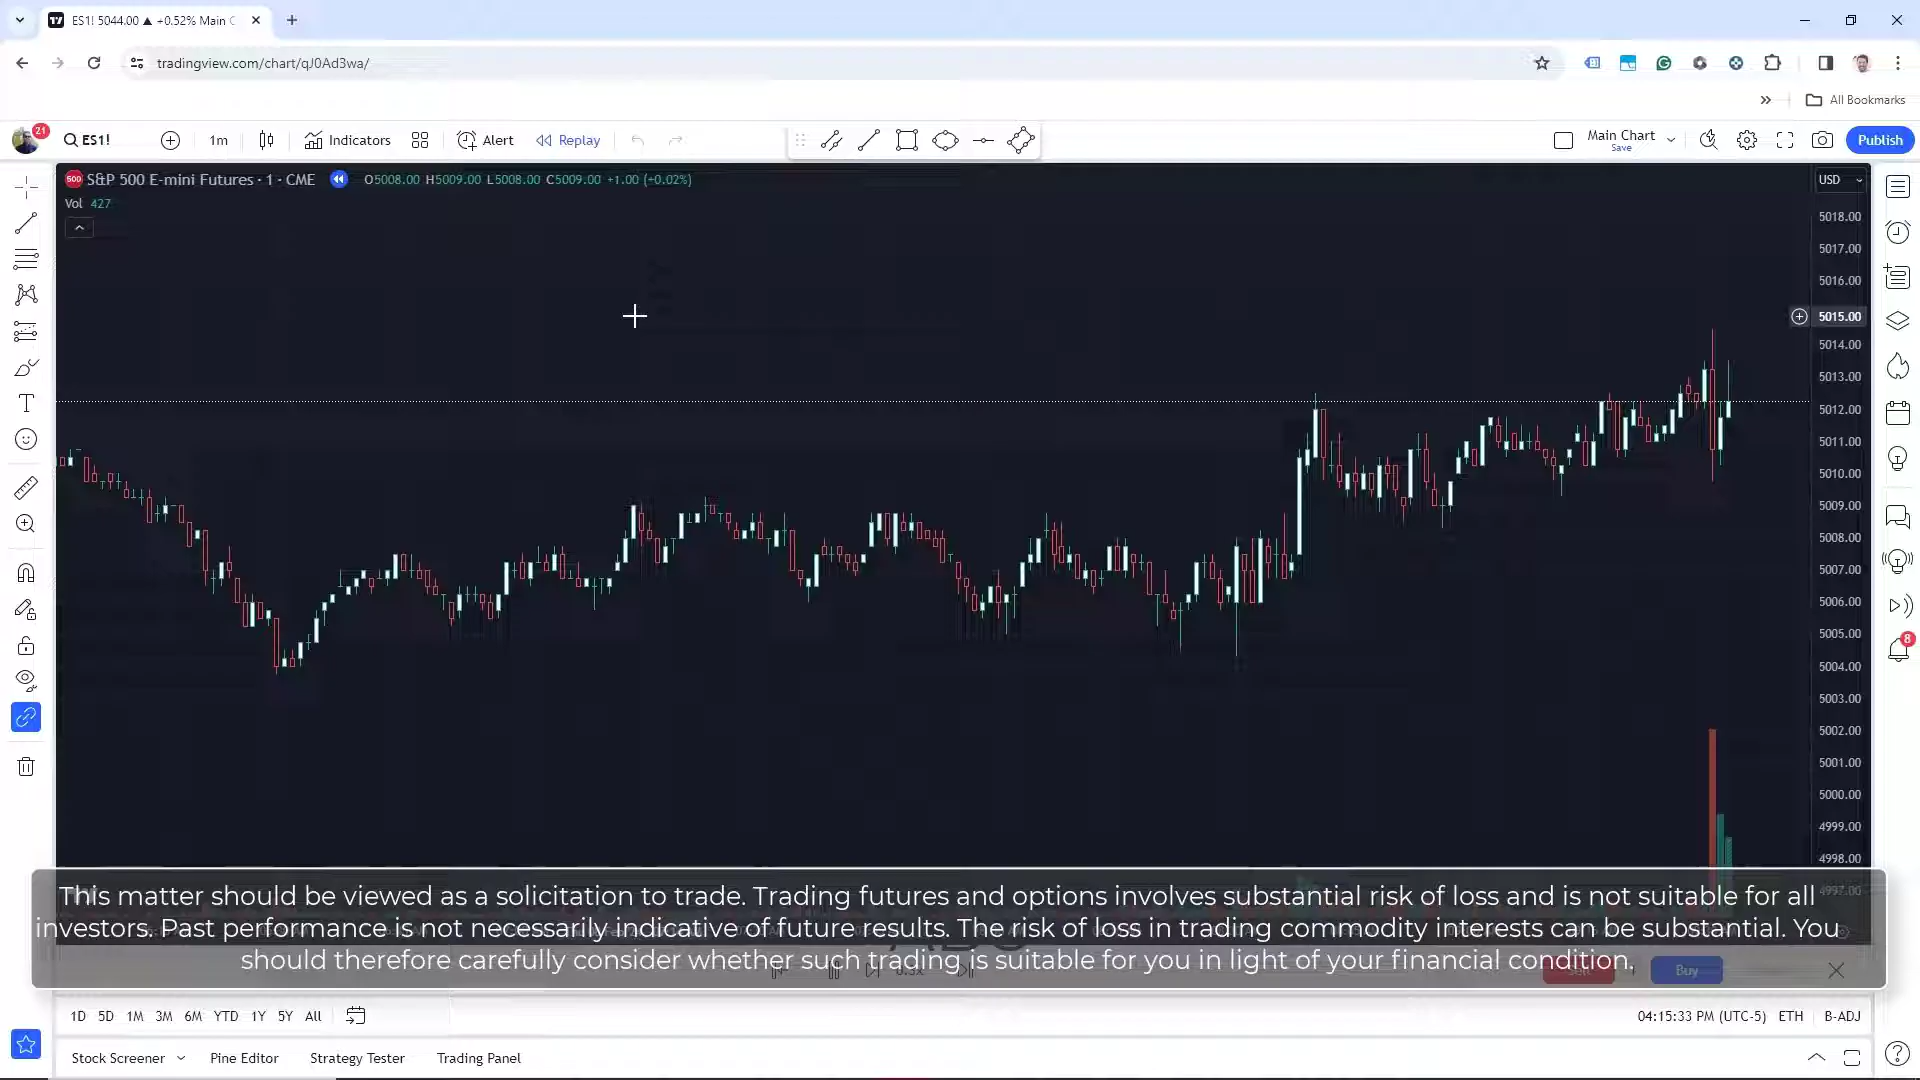 ES1! 5044.00 ▲ +0.52% Main C
tradingview.com/chart/qJ0Ad3wa/
All Bookmarks
21
ES1!
1m
Indicators
Alert
Replay
Main Chart
Save
Publish
500 S&P 500 E-mini Futures · 1 · CME
O5008.00 H5009.00 L5008.00 C5009.00 +1.00 (+0.02%)
USD
Vol 427
5018.00
5017.00
5016.00
5015.00
5014.00
5013.00
5012.00
5011.00
5010.00
5009.00
5008.00
5007.00
5006.00
5005.00
5004.00
5003.00
5002.00
5001.00
5000.00
4999.00
4998.00
4997.00
8
This matter should be viewed as a solicitation to trade. Trading futures and options involves substantial risk of loss and is not suitable for all
investors. Past performance is not necessarily indicative of future results. The risk of loss in trading commodity interests can be substantial. You
should therefore carefully consider whether such trading is suitable for you in light of your financial condition.
0.3x
Sell
1
Buy
1D 5D 1M 3M 6M YTD 1Y 5Y All
04:15:33 PM (UTC-5) ETH B-ADJ
Stock Screener Pine Editor Strategy Tester Trading Panel